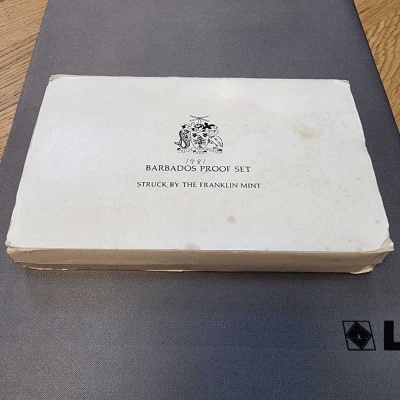 1981
BARBADOS PROOF SET
STRUCK BY THE FRANKLIN MINT
L